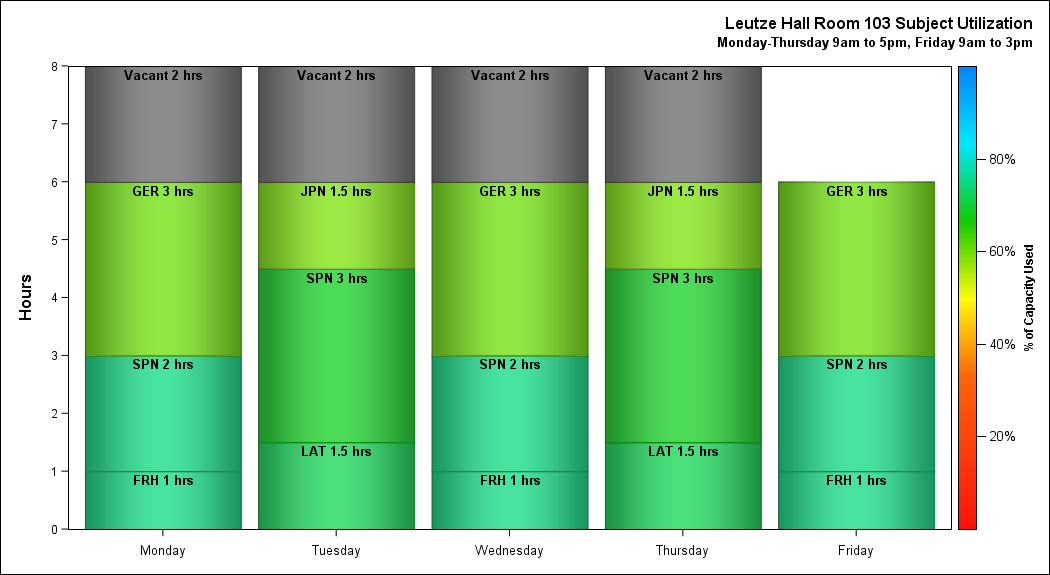 Leutze Hall Room 103 Subject Utilization
Monday-Thursday 9am to 5pm, Friday 9am to 3pm
Hours
8
7
6
5
4
3
2
1
0
Vacant 2 hrs
GER 3 hrs
SPN 2 hrs
FRH 1 hrs
Monday
Vacant 2 hrs
JPN 1.5 hrs
SPN 3 hrs
LAT 1.5 hrs
Tuesday
Vacant 2 hrs
GER 3 hrs
SPN 2 hrs
FRH 1 hrs
Wednesday
Vacant 2 hrs
JPN 1.5 hrs
SPN 3 hrs
LAT 1.5 hrs
Thursday
GER 3 hrs
SPN 2 hrs
FRH 1 hrs
Friday
80%
60%
40%
20%
% of Capacity Used